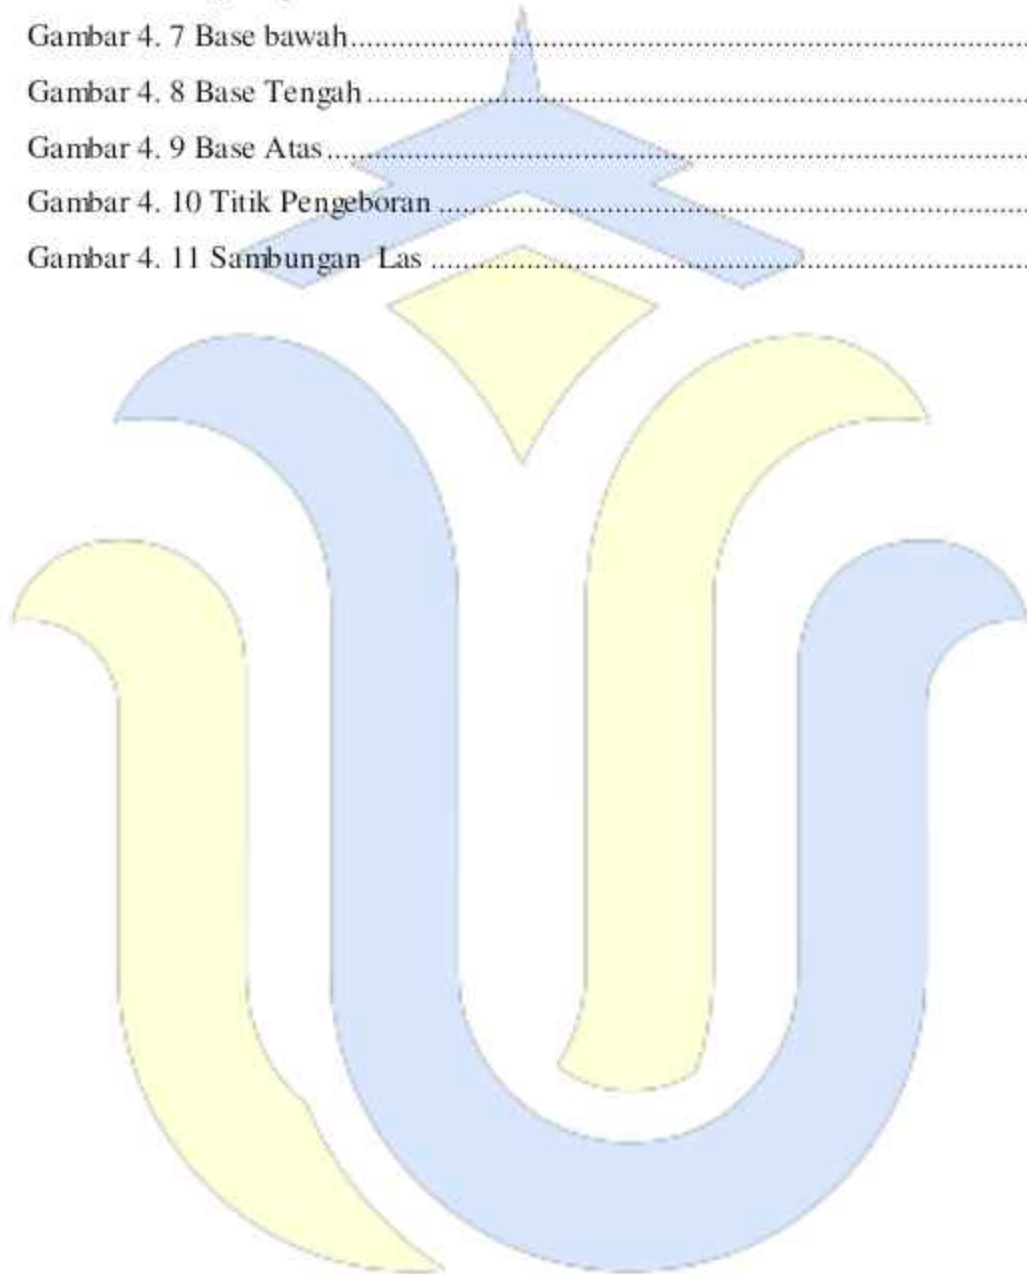 Gambar 4. 7 Base bawah........................................................................................................
Gambar 4. 8 Base Tengah......................................................................................................
Gambar 4. 9 Base Atas............................................................................................................
Gambar 4. 10 Titik Pengeboran ..........................................................................................
Gambar 4. 11 Sambungan Las ............................................................................................